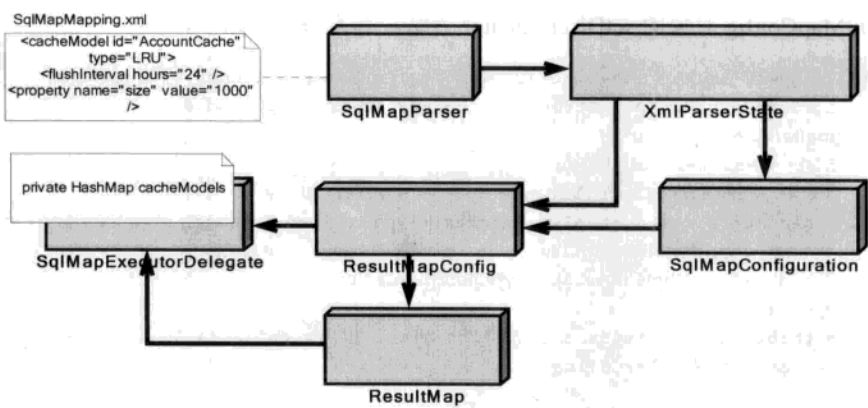 SqlMapMapping.xml
<cacheModel id="AccountCache"
type="LRU">
<flushInterval hours="24" />
<property name="size" value="1000"
/>
SqlMapParser
XmlParserState
private HashMap cacheModels
SqlMapExecutorDelegate
ResultMapConfig
SqlMapConfiguration
ResultMap